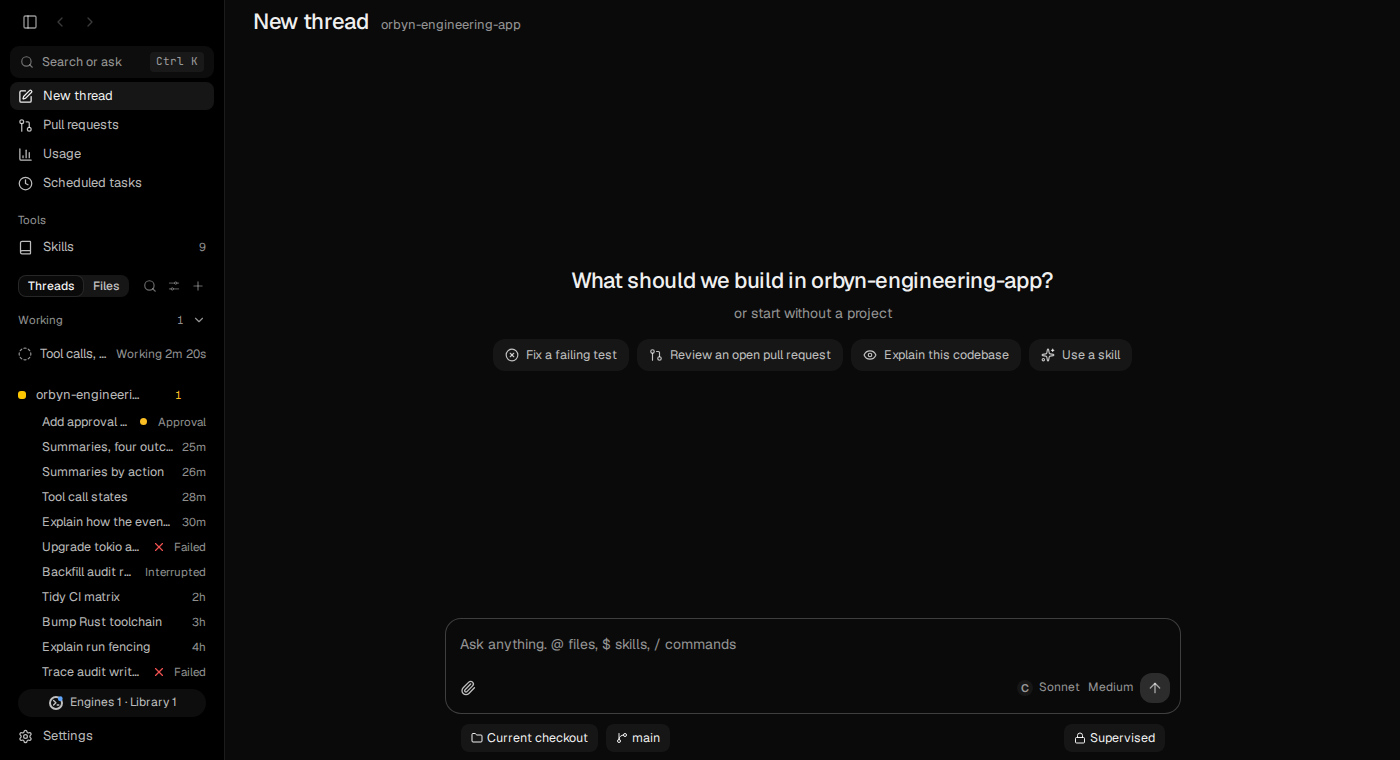 New thread orbyn-engineering-app
Search or ask Ctrl K
New thread
Pull requests
Usage
Scheduled tasks
Tools
Skills 9
Threads Files
Working 1
Tool calls, ... Working 2m 20s
orbyn-engineeri... 1
Add approval ... Approval
Summaries, four outc... 25m
Summaries by action 26m
Tool call states 28m
Explain how the even... 30m
Upgrade tokio a... Failed
Backfill audit r... Interrupted
Tidy CI matrix 2h
Bump Rust toolchain 3h
Explain run fencing 4h
Trace audit writ... Failed
Engines 1 · Library 1
Settings
What should we build in orbyn-engineering-app?
or start without a project
Fix a failing test Review an open pull request Explain this codebase Use a skill
Ask anything. @ files, $ skills, / commands
C Sonnet Medium
Current checkout main Supervised